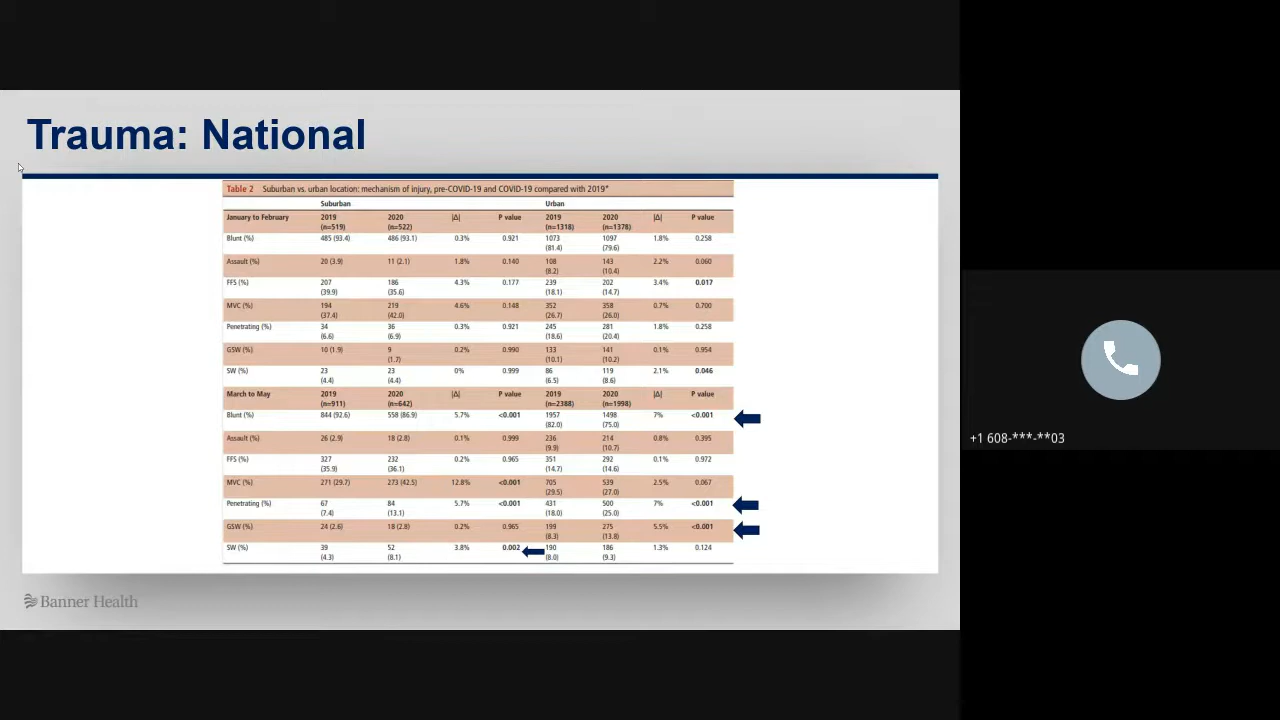 Trauma: National
Table 2 Suburban vs. urban location: mechanism of injury, pre-COVID-19 and COVID-19 compared with 2019*
Suburban Urban
January to February 2019 2020 |Δ| P value 2019 2020 |Δ| P value
(n=519) (n=522) (n=1318) (n=1378)
Blunt (%) 485 (93.4) 486 (93.1) 0.3% 0.921 1073 1097 1.8% 0.258
(81.4) (79.6)
Assault (%) 20 (3.9) 11 (2.1) 1.8% 0.140 108 143 2.2% 0.060
(8.2) (10.4)
FFS (%) 207 186 4.3% 0.177 239 202 3.4% 0.017
(39.9) (35.6) (18.1) (14.7)
MVC (%) 194 219 4.6% 0.148 352 358 0.7% 0.700
(37.4) (42.0) (26.7) (26.0)
Penetrating (%) 34 36 0.3% 0.921 245 281 1.8% 0.258
(6.6) (6.9) (18.6) (20.4)
GSW (%) 10 (1.9) 9 0.2% 0.990 133 141 0.1% 0.954
(1.7) (10.1) (10.2)
SW (%) 23 23 0% 0.999 86 119 2.1% 0.046
(4.4) (4.4) (6.5) (8.6)
March to May 2019 2020 |Δ| P value 2019 2020 |Δ| P value
(n=911) (n=642) (n=2388) (n=1998)
Blunt (%) 844 (92.6) 558 (86.9) 5.7% <0.001 1957 1498 7% <0.001
(82.0) (75.0)
Assault (%) 26 (2.9) 18 (2.8) 0.1% 0.999 236 214 0.8% 0.395
(9.9) (10.7)
FFS (%) 327 232 0.2% 0.965 351 292 0.1% 0.972
(35.9) (36.1) (14.7) (14.6)
MVC (%) 271 (29.7) 273 (42.5) 12.8% <0.001 705 539 2.5% 0.067
(29.5) (27.0)
Penetrating (%) 67 84 5.7% <0.001 431 500 7% <0.001
(7.4) (13.1) (18.0) (25.0)
GSW (%) 24 (2.6) 18 (2.8) 0.2% 0.965 199 275 5.5% <0.001
(8.3) (13.8)
SW (%) 39 52 3.8% 0.002 190 186 1.3% 0.124
(4.3) (8.1) (8.0) (9.3)
Banner Health
+1 608-***-**03